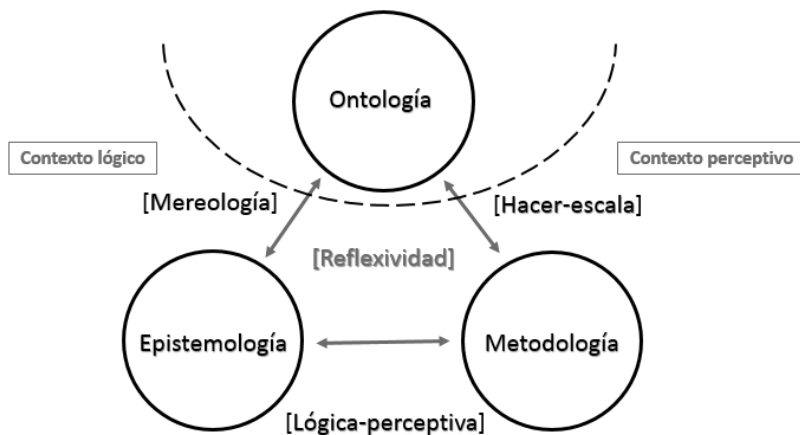 Ontología
Contexto lógico
Contexto perceptivo
[Mereología]
[Hacer-escala]
[Reflexividad]
Epistemología
Metodología
[Lógica-perceptiva]